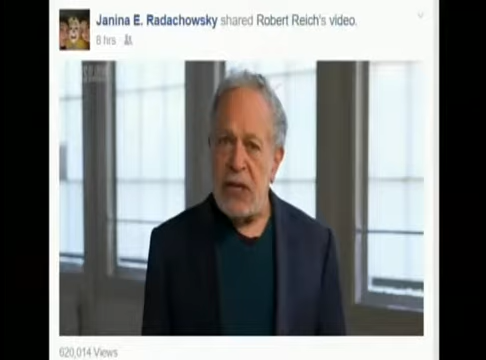 Janina E. Radachowsky shared Robert Reich's video.
8 hrs
620,014 Views